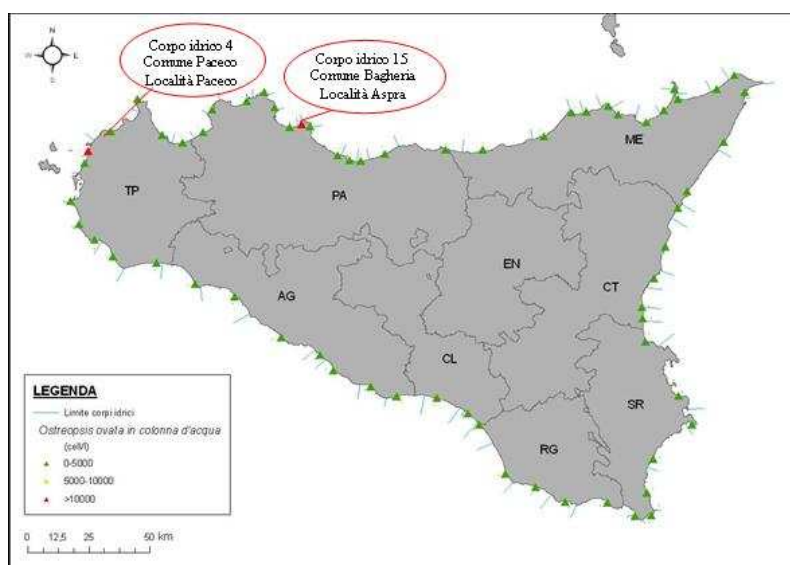 Corpo idrico 4
Comune Paceco
Località Paceco
Corpo idrico 15
Comune Bagheria
Località Aspra
N
W
E
S
ME
TP
PA
EN
CT
AG
CL
SR
RG
LEGENDA
Limite corpi idrici
Ostreopsis ovata in colonna d'acqua
(cell/l)
0-5000
5000-10000
>10000
0 12,5 25 50 km